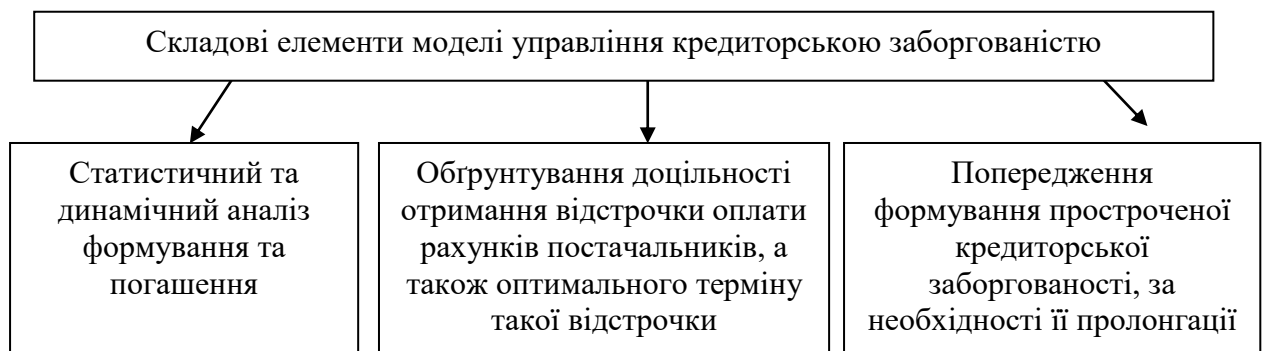 Складові елементи моделі управління кредиторською заборгованістю
Статистичний та
динамічний аналіз
формування та
погашення
Обґрунтування доцільності
отримання відстрочки оплати
рахунків постачальників, а
також оптимального терміну
такої відстрочки
Попередження
формування простроченої
кредиторської
заборгованості, за
необхідності її пролонгації